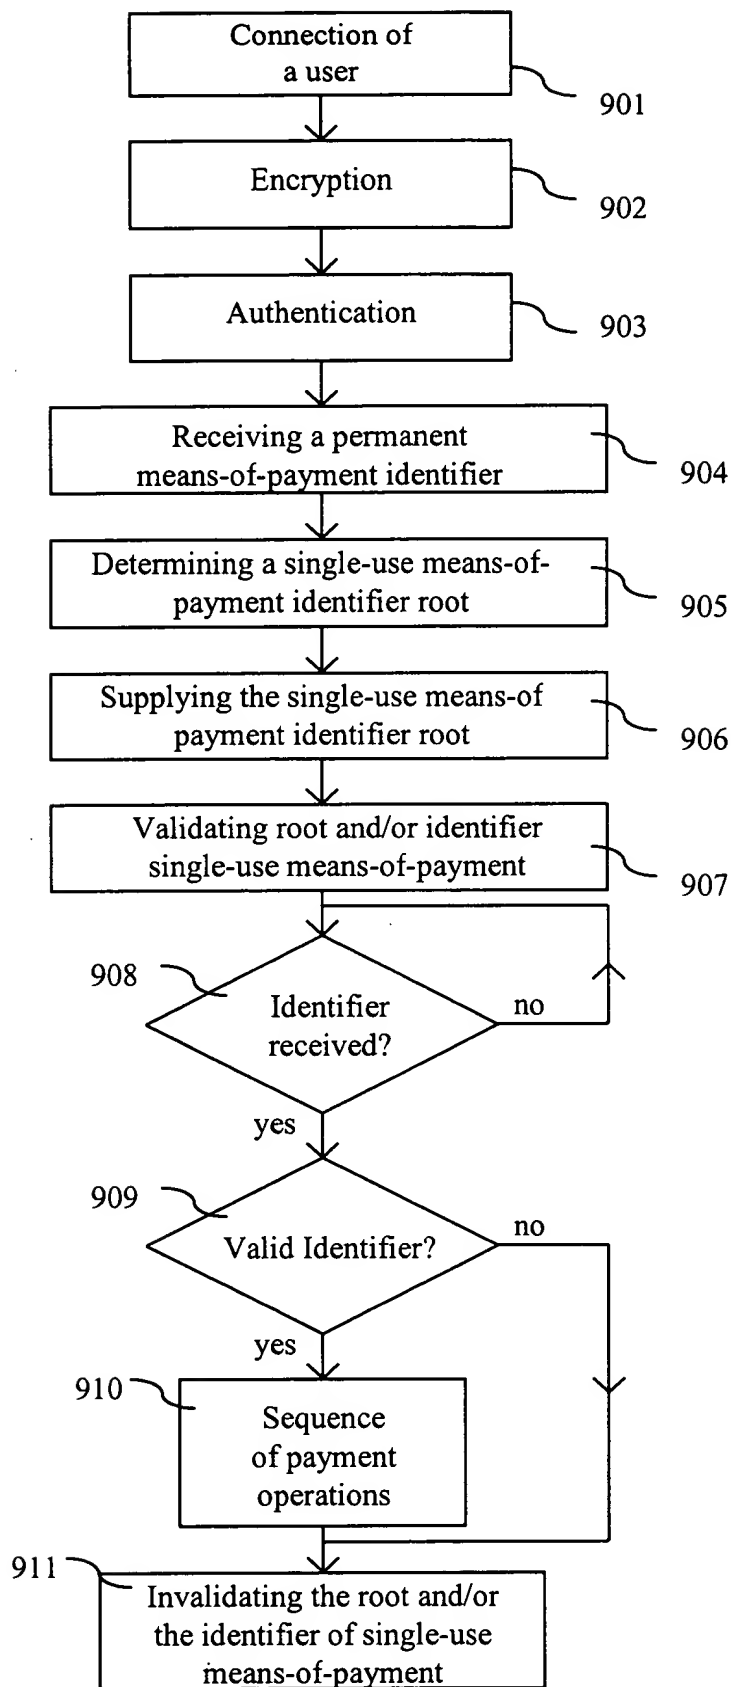 Connection of
a user
901
Encryption
902
Authentication
903
Receiving a permanent
means-of-payment identifier
904
Determining a single-use means-of-
payment identifier root
905
Supplying the single-use means-of
payment identifier root
906
Validating root and/or identifier
single-use means-of-payment
907
908
Identifier
received?
no
yes
909
Valid Identifier?
no
yes
910
Sequence
of payment
operations
911
Invalidating the root and/or
the identifier of single-use
means-of-payment